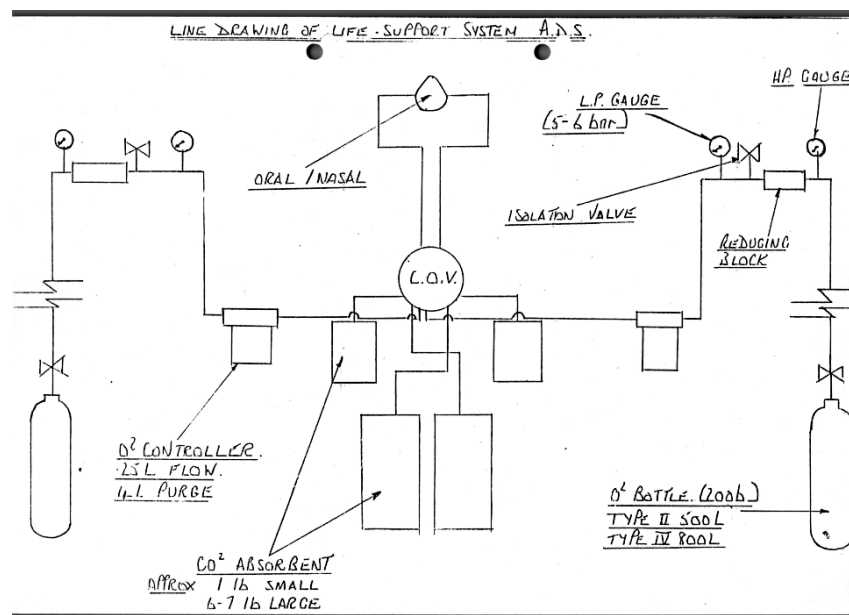 LINE DRAWING OF LIFE-SUPPORT SYSTEM A.D.S.
H.P. GAUGE
L.P. GAUGE
(5-6 bar)
ORAL / NASAL
ISOLATION VALVE
REDUCING
BLOCK
L.O.V.
O² CONTROLLER.
.25L FLOW.
4L PURGE
O² BOTTLE. (200b)
TYPE II 500L
TYPE IV 800L
CO² ABSORBENT
APPROX 1 lb SMALL
6-7 lb LARGE